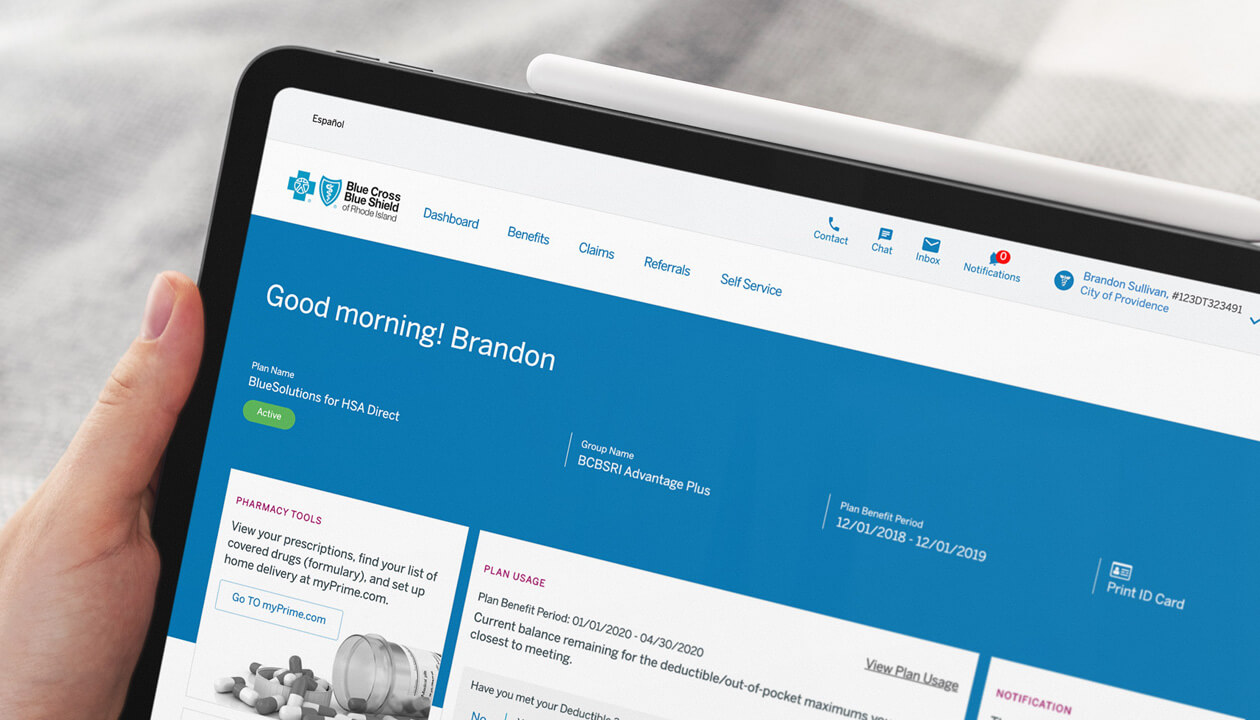 Español
Blue Cross
Blue Shield
of Rhode Island
Dashboard
Benefits
Claims
Referrals
Self Service
Contact
Chat
Inbox
0
Notifications
Brandon Sullivan, #123DT323491
City of Providence
Good morning! Brandon
Plan Name
BlueSolutions for HSA Direct
Active
Group Name
BCBSRI Advantage Plus
Plan Benefit Period
12/01/2018 - 12/01/2019
Print ID Card
PHARMACY TOOLS
View your prescriptions, find your list of
covered drugs (formulary), and set up
home delivery at myPrime.com.
Go TO myPrime.com
PLAN USAGE
Plan Benefit Period: 01/01/2020 - 04/30/2020
Current balance remaining for the deductible/out-of-pocket maximums
closest to meeting.
View Plan Usage
Have you met your Deductible?
No
NOTIFICATION